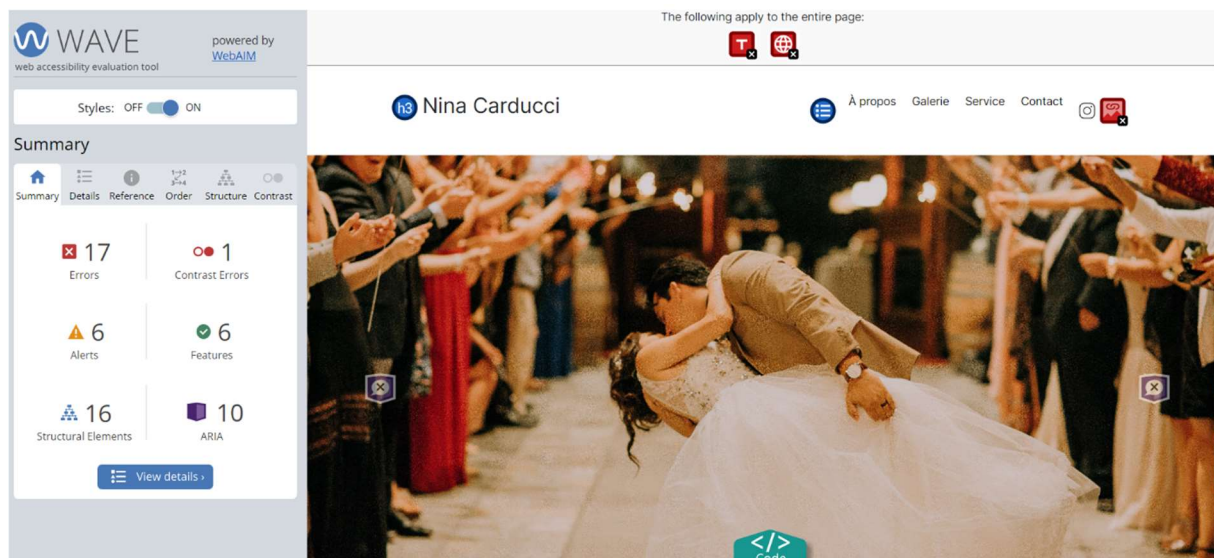 WAVE
web accessibility evaluation tool
powered by
WebAIM
Styles: OFF ON
Summary
Summary Details Reference Order Structure Contrast
17
Errors
1
Contrast Errors
6
Alerts
6
Features
16
Structural Elements
10
ARIA
View details ›
The following apply to the entire page:
T
h3 Nina Carducci
À propos Galerie Service Contact
</>
Code